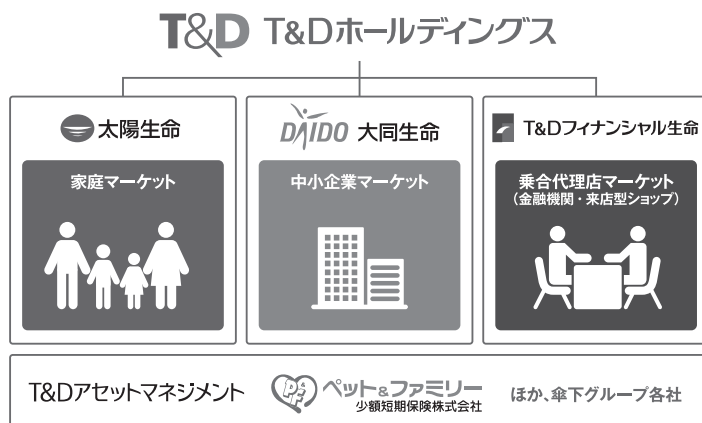 T&D T&Dホールディングス
太陽生命
家庭マーケット
DAIDO 大同生命
中小企業マーケット
T&Dフィナンシャル生命
乗合代理店マーケット
(金融機関・来店型ショップ)
T&Dアセットマネジメント
P&F
ペット&ファミリー
少額短期保険株式会社
ほか、傘下グループ各社